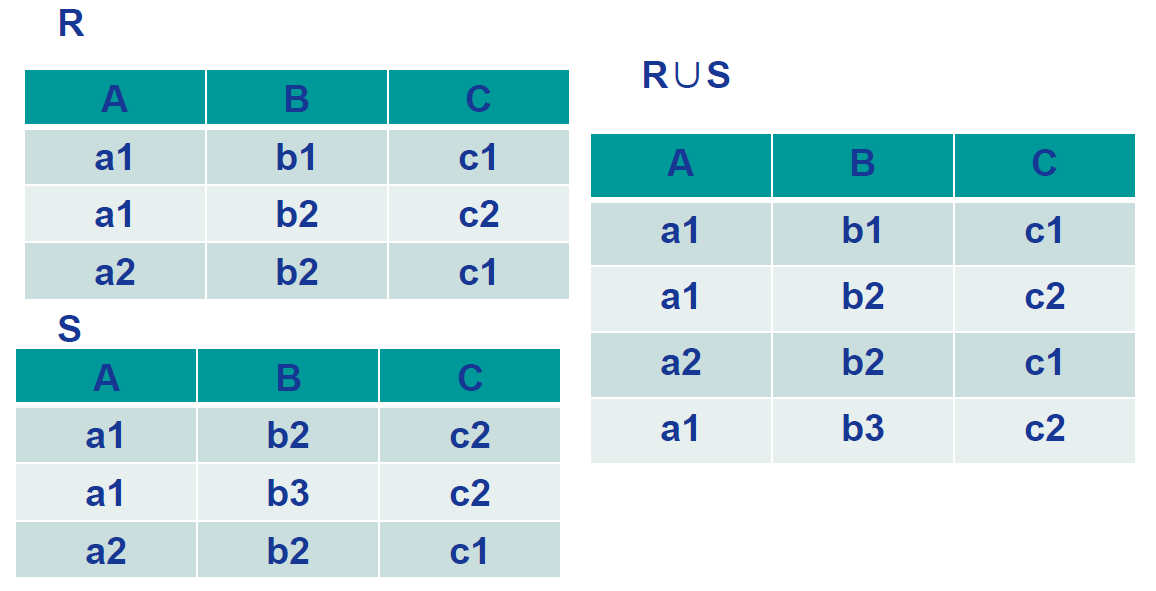 R
A B C
a1 b1 c1
a1 b2 c2
a2 b2 c1
S
A B C
a1 b2 c2
a1 b3 c2
a2 b2 c1
R∪S
A B C
a1 b1 c1
a1 b2 c2
a2 b2 c1
a1 b3 c2